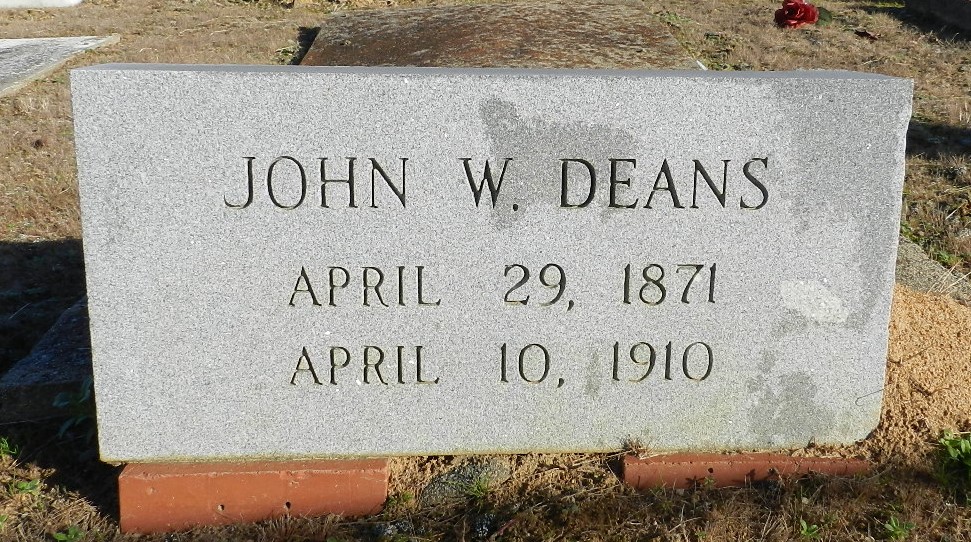 JOHN W. DEANS
APRIL 29, 1871
APRIL 10, 1910